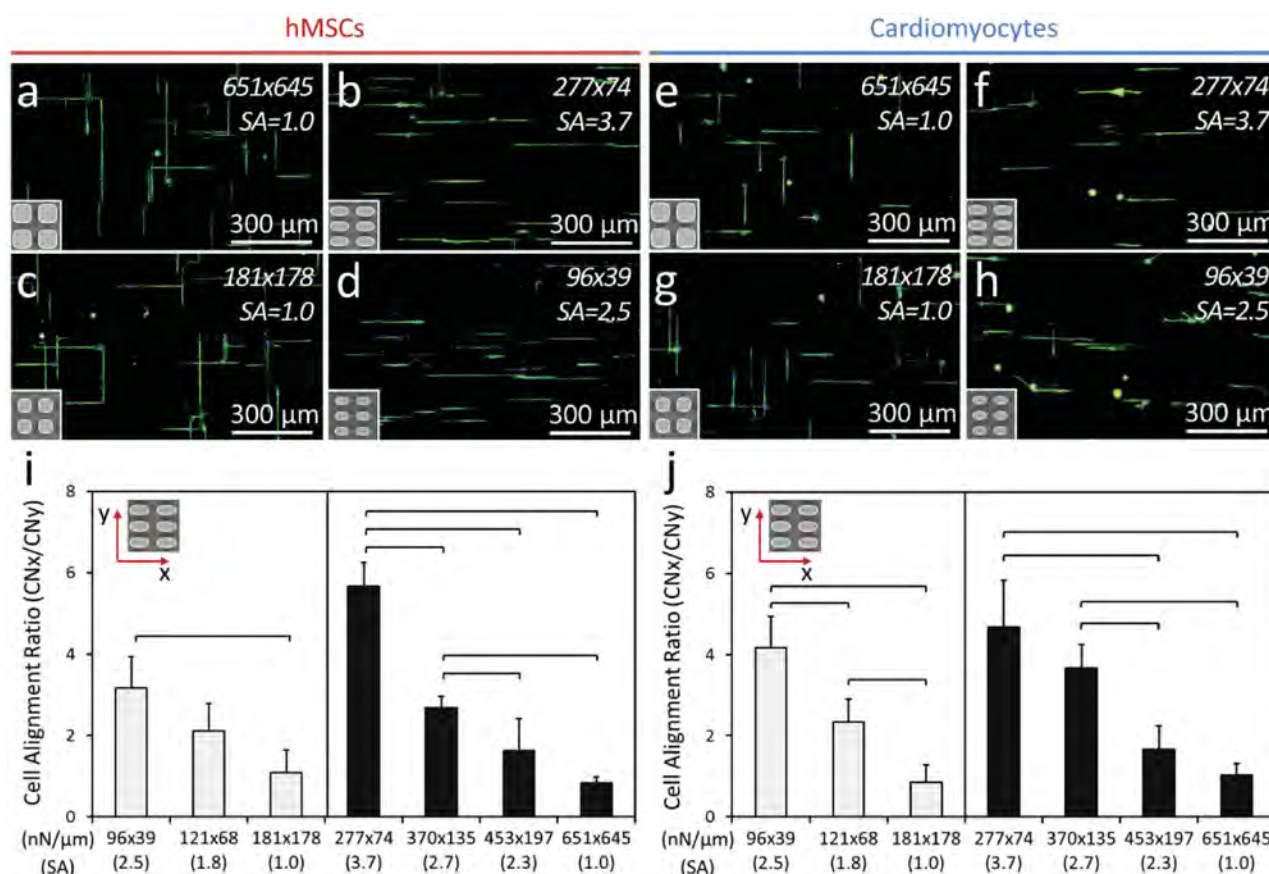 hMSCs
Cardiomyocytes
a
651x645
SA=1.0
300 µm
b
277x74
SA=3.7
300 µm
e
651x645
SA=1.0
300 µm
f
277x74
SA=3.7
300 µm
c
181x178
SA=1.0
300 µm
d
96x39
SA=2.5
300 µm
g
181x178
SA=1.0
300 µm
h
96x39
SA=2.5
300 µm
i
Cell Alignment Ratio (CNx/CNy)
8
6
4
2
0
y
x
(nN/µm) 96x39 121x68 181x178 277x74 370x135 453x197 651x645
(SA) (2.5) (1.8) (1.0) (3.7) (2.7) (2.3) (1.0)
j
Cell Alignment Ratio (CNx/CNy)
8
6
4
2
0
y
x
(nN/µm) 96x39 121x68 181x178 277x74 370x135 453x197 651x645
(SA) (2.5) (1.8) (1.0) (3.7) (2.7) (2.3) (1.0)